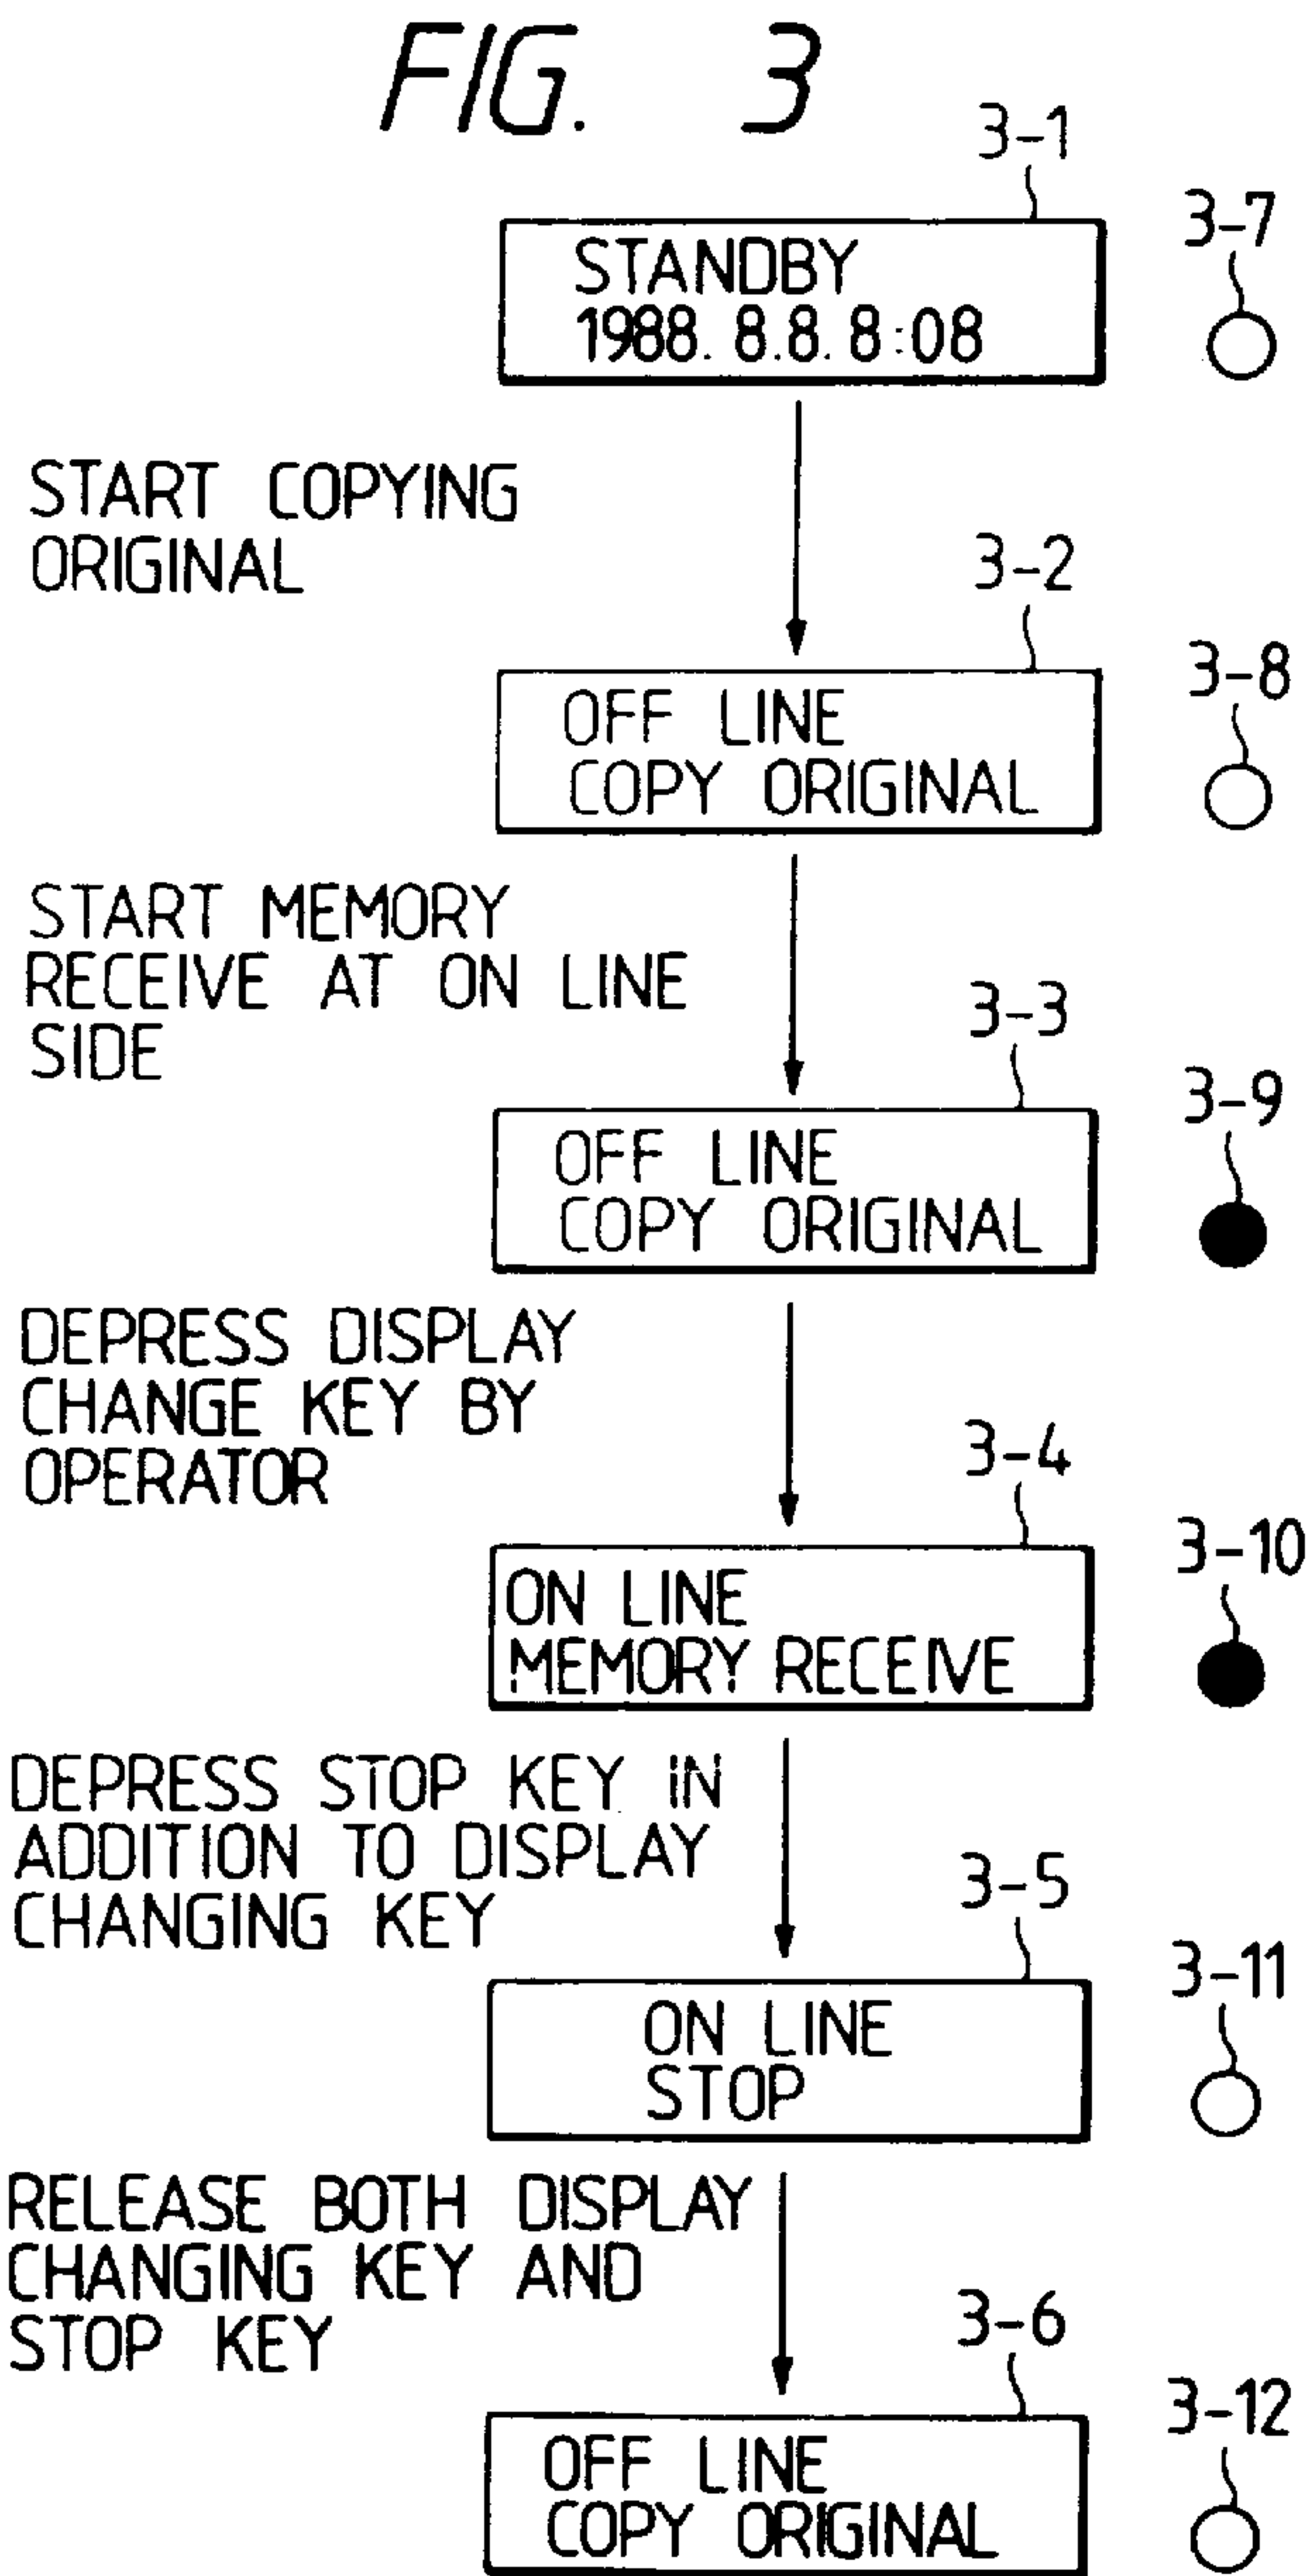 FIG. 3
3-1
STANDBY
1988. 8.8. 8:08
3-7
START COPYING
ORIGINAL
3-2
OFF LINE
COPY ORIGINAL
3-8
START MEMORY
RECEIVE AT ON LINE
SIDE
3-3
OFF LINE
COPY ORIGINAL
3-9
DEPRESS DISPLAY
CHANGE KEY BY
OPERATOR
3-4
ON LINE
MEMORY RECEIVE
3-10
DEPRESS STOP KEY IN
ADDITION TO DISPLAY
CHANGING KEY
3-5
ON LINE
STOP
3-11
RELEASE BOTH DISPLAY
CHANGING KEY AND
STOP KEY
3-6
OFF LINE
COPY ORIGINAL
3-12